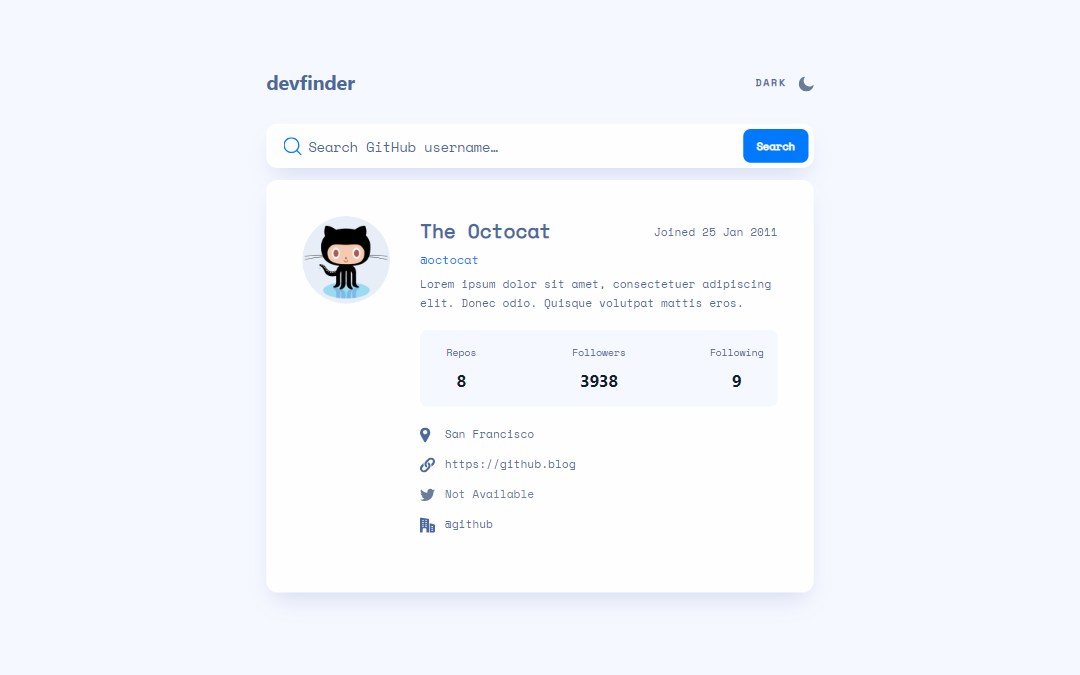 devfinder
DARK
Search GitHub username…
Search
The Octocat
Joined 25 Jan 2011
@octocat
Lorem ipsum dolor sit amet, consectetuer adipiscing
elit. Donec odio. Quisque volutpat mattis eros.
Repos Followers Following
8 3938 9
San Francisco
https://github.blog
Not Available
@github